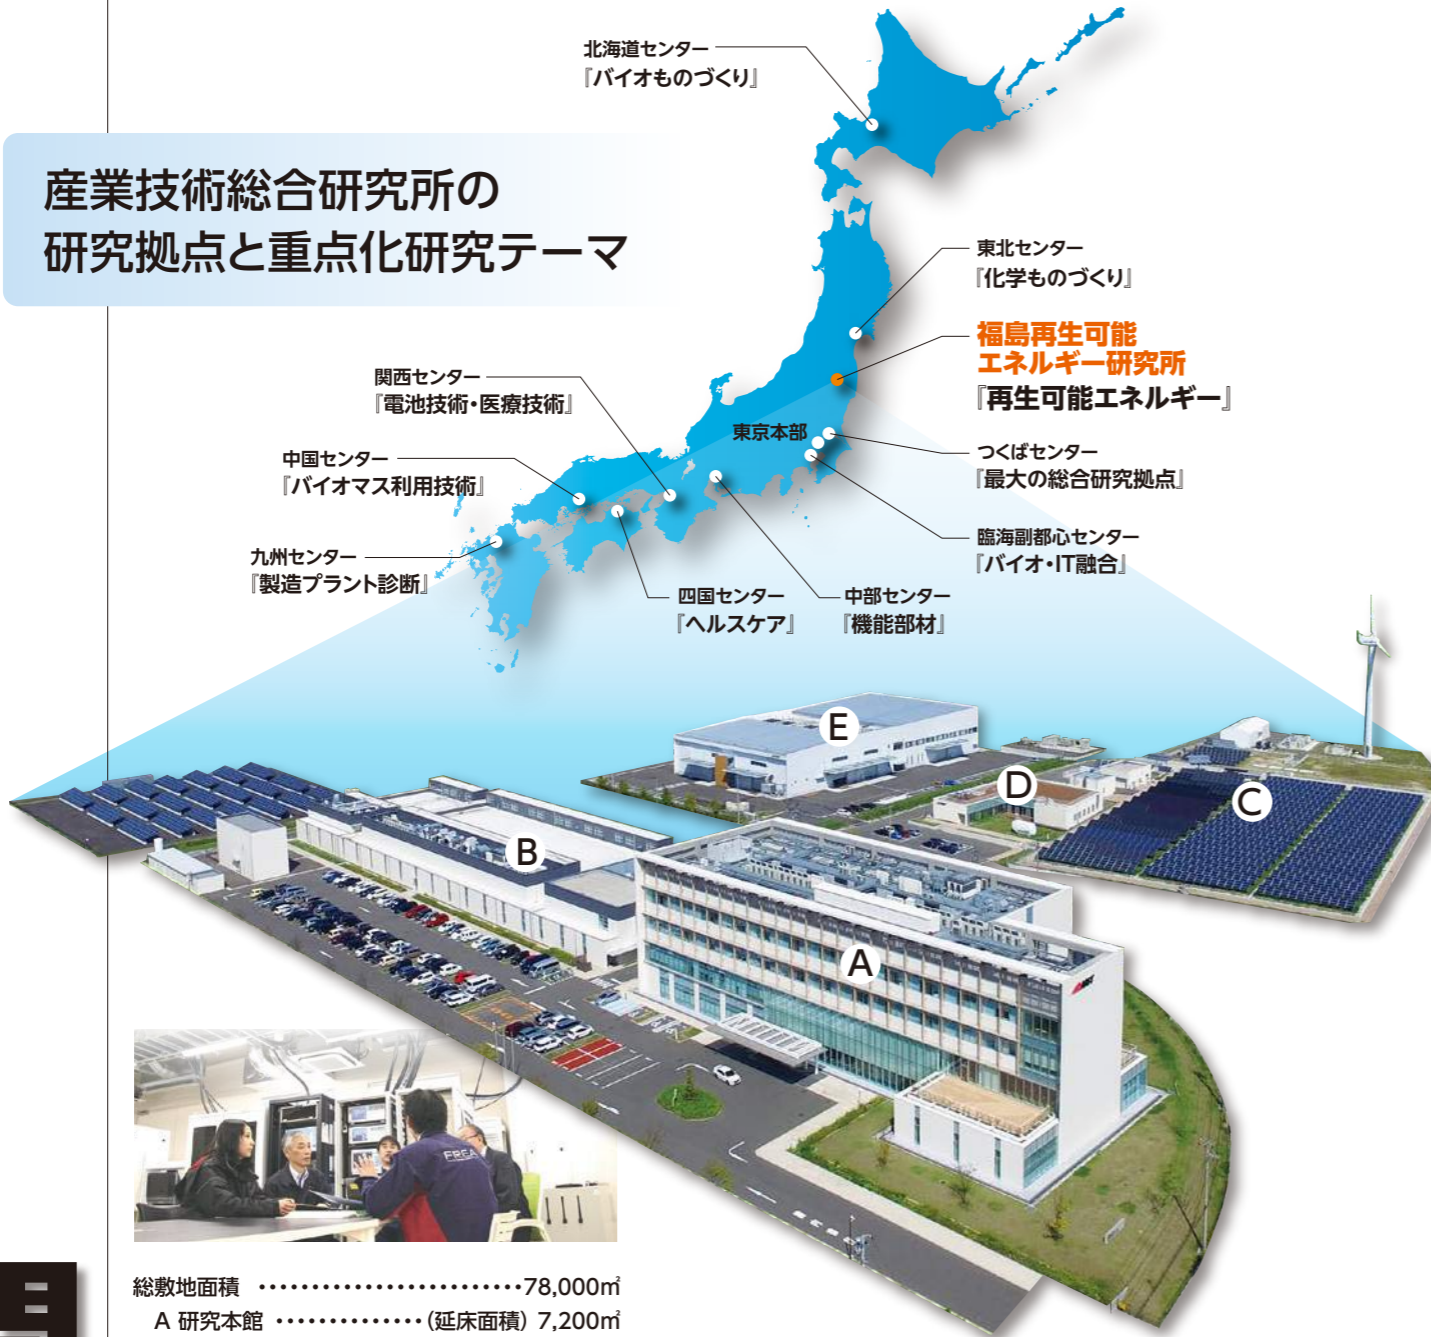 産業技術総合研究所の
研究拠点と重点化研究テーマ
北海道センター
『バイオものづくり』
東北センター
『化学ものづくり』
福島再生可能
エネルギー研究所
『再生可能エネルギー』
関西センター
『電池技術・医療技術』
東京本部
つくばセンター
『最大の総合研究拠点』
中国センター
『バイオマス利用技術』
臨海副都心センター
『バイオ・IT融合』
九州センター
『製造プラント診断』
四国センター
『ヘルスケア』
中部センター
『機能部材』
E
D
C
B
A
FREA
総敷地面積 ・・・・・・・・・・・・・・・・・・・・・・・・・78,000㎡
A 研究本館 ・・・・・・・・・・・・・・(延床面積) 7,200㎡